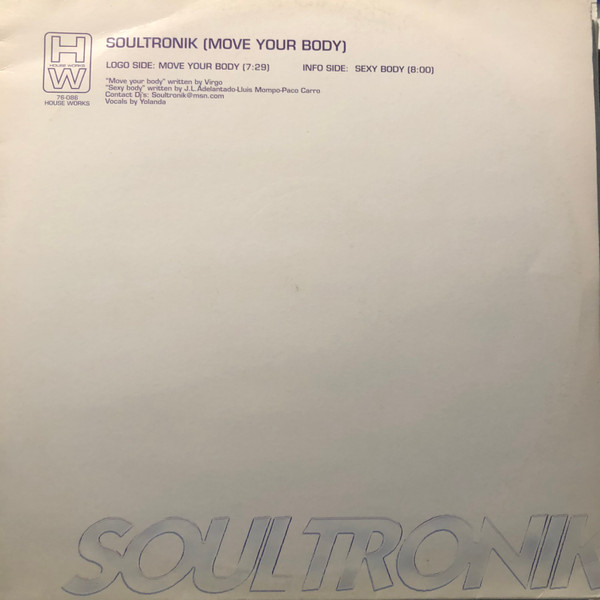 H
HOUSE WORKS
W
76-086
HOUSE WORKS
SOULTRONIK (MOVE YOUR BODY)
LOGO SIDE: MOVE YOUR BODY (7:29) INFO SIDE: SEXY BODY (8:00)
"Move your body" written by Virgo
"Sexy body" written by J.L.Adelantado-Lluis Mompo-Paco Carro
Contact Dj's: Soultronik@msn.com
Vocals by Yolanda
SOULTRONIK